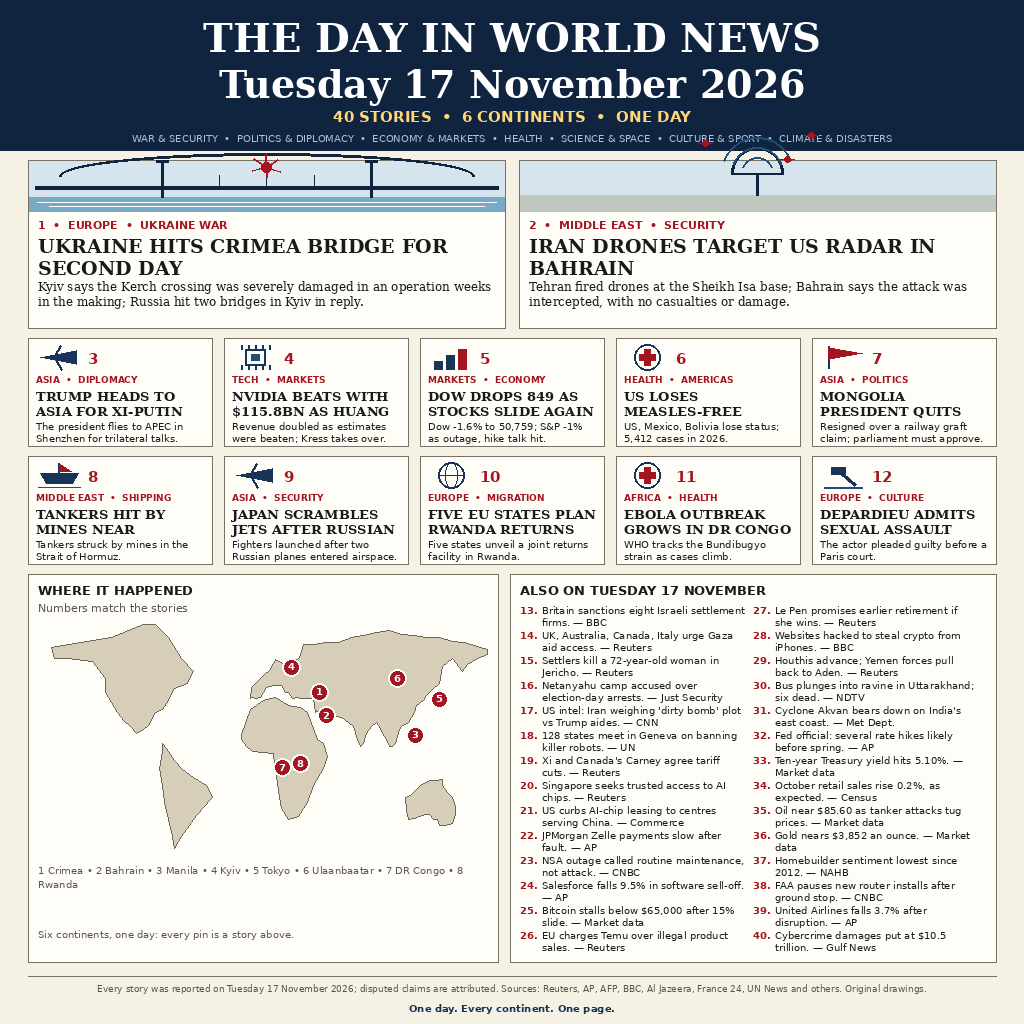 THE DAY IN WORLD NEWS
Tuesday 17 November 2026
40 STORIES • 6 CONTINENTS • ONE DAY
WAR & SECURITY • POLITICS & DIPLOMACY • ECONOMY & MARKETS • HEALTH • SCIENCE & SPACE • CULTURE & SPORT • CLIMATE & DISASTERS
1 • EUROPE • UKRAINE WAR
UKRAINE HITS CRIMEA BRIDGE FOR
SECOND DAY
Kyiv says the Kerch crossing was severely damaged in an operation weeks
in the making; Russia hit two bridges in Kyiv in reply.
2 • MIDDLE EAST • SECURITY
IRAN DRONES TARGET US RADAR IN
BAHRAIN
Tehran fired drones at the Sheikh Isa base; Bahrain says the attack was
intercepted, with no casualties or damage.
3
ASIA • DIPLOMACY
TRUMP HEADS TO
ASIA FOR XI-PUTIN
The president flies to APEC in
Shenzhen for trilateral talks.
4
TECH • MARKETS
NVIDIA BEATS WITH
$115.8BN AS HUANG
Revenue doubled as estimates
were beaten; Kress takes over.
5
MARKETS • ECONOMY
DOW DROPS 849 AS
STOCKS SLIDE AGAIN
Dow -1.6% to 50,759; S&P -1%
as outage, hike talk hit.
6
HEALTH • AMERICAS
US LOSES
MEASLES-FREE
US, Mexico, Bolivia lose status;
5,412 cases in 2026.
7
ASIA • POLITICS
MONGOLIA
PRESIDENT QUITS
Resigned over a railway graft
claim; parliament must approve.
8
MIDDLE EAST • SHIPPING
TANKERS HIT BY
MINES NEAR
Tankers struck by mines in the
Strait of Hormuz.
9
ASIA • SECURITY
JAPAN SCRAMBLES
JETS AFTER RUSSIAN
Fighters launched after two
Russian planes entered airspace.
10
EUROPE • MIGRATION
FIVE EU STATES PLAN
RWANDA RETURNS
Five states unveil a joint returns
facility in Rwanda.
11
AFRICA • HEALTH
EBOLA OUTBREAK
GROWS IN DR CONGO
WHO tracks the Bundibugyo
strain as cases climb.
12
EUROPE • CULTURE
DEPARDIEU ADMITS
SEXUAL ASSAULT
The actor pleaded guilty before a
Paris court.
WHERE IT HAPPENED
Numbers match the stories
4
6
1
5
2
3
7
8
1 Crimea • 2 Bahrain • 3 Manila • 4 Kyiv • 5 Tokyo • 6 Ulaanbaatar • 7 DR Congo • 8
Rwanda
Six continents, one day: every pin is a story above.
ALSO ON TUESDAY 17 NOVEMBER
13. Britain sanctions eight Israeli settlement
firms. — BBC
14. UK, Australia, Canada, Italy urge Gaza
aid access. — Reuters
15. Settlers kill a 72-year-old woman in
Jericho. — Reuters
16. Netanyahu camp accused over
election-day arrests. — Just Security
17. US intel: Iran weighing 'dirty bomb' plot
vs Trump aides. — CNN
18. 128 states meet in Geneva on banning
killer robots. — UN
19. Xi and Canada's Carney agree tariff
cuts. — Reuters
20. Singapore seeks trusted access to AI
chips. — Reuters
21. US curbs AI-chip leasing to centres
serving China. — Commerce
22. JPMorgan Zelle payments slow after
fault. — AP
23. NSA outage called routine maintenance,
not attack. — CNBC
24. Salesforce falls 9.5% in software sell-off.
— AP
25. Bitcoin stalls below $65,000 after 15%
slide. — Market data
26. EU charges Temu over illegal product
sales. — Reuters
27. Le Pen promises earlier retirement if
she wins. — Reuters
28. Websites hacked to steal crypto from
iPhones. — BBC
29. Houthis advance; Yemen forces pull
back to Aden. — Reuters
30. Bus plunges into ravine in Uttarakhand;
six dead. — NDTV
31. Cyclone Akvan bears down on India's
east coast. — Met Dept.
32. Fed official: several rate hikes likely
before spring. — AP
33. Ten-year Treasury yield hits 5.10%. —
Market data
34. October retail sales rise 0.2%, as
expected. — Census
35. Oil near $85.60 as tanker attacks tug
prices. — Market data
36. Gold nears $3,852 an ounce. — Market
data
37. Homebuilder sentiment lowest since
2012. — NAHB
38. FAA pauses new router installs after
ground stop. — CNBC
39. United Airlines falls 3.7% after
disruption. — AP
40. Cybercrime damages put at $10.5
trillion. — Gulf News
Every story was reported on Tuesday 17 November 2026; disputed claims are attributed. Sources: Reuters, AP, AFP, BBC, Al Jazeera, France 24, UN News and others. Original drawings.
One day. Every continent. One page.